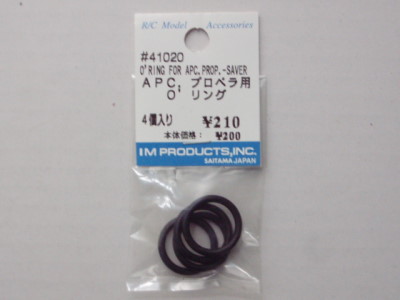 R/C Model Accessories
#41020
O'RING FOR APC.PROP.-SAVER
APC; プロペラ用
O' リング
4個入り ¥210
本体価格: ¥200
IM PRODUCTS,INC.
SAITAMA,JAPAN